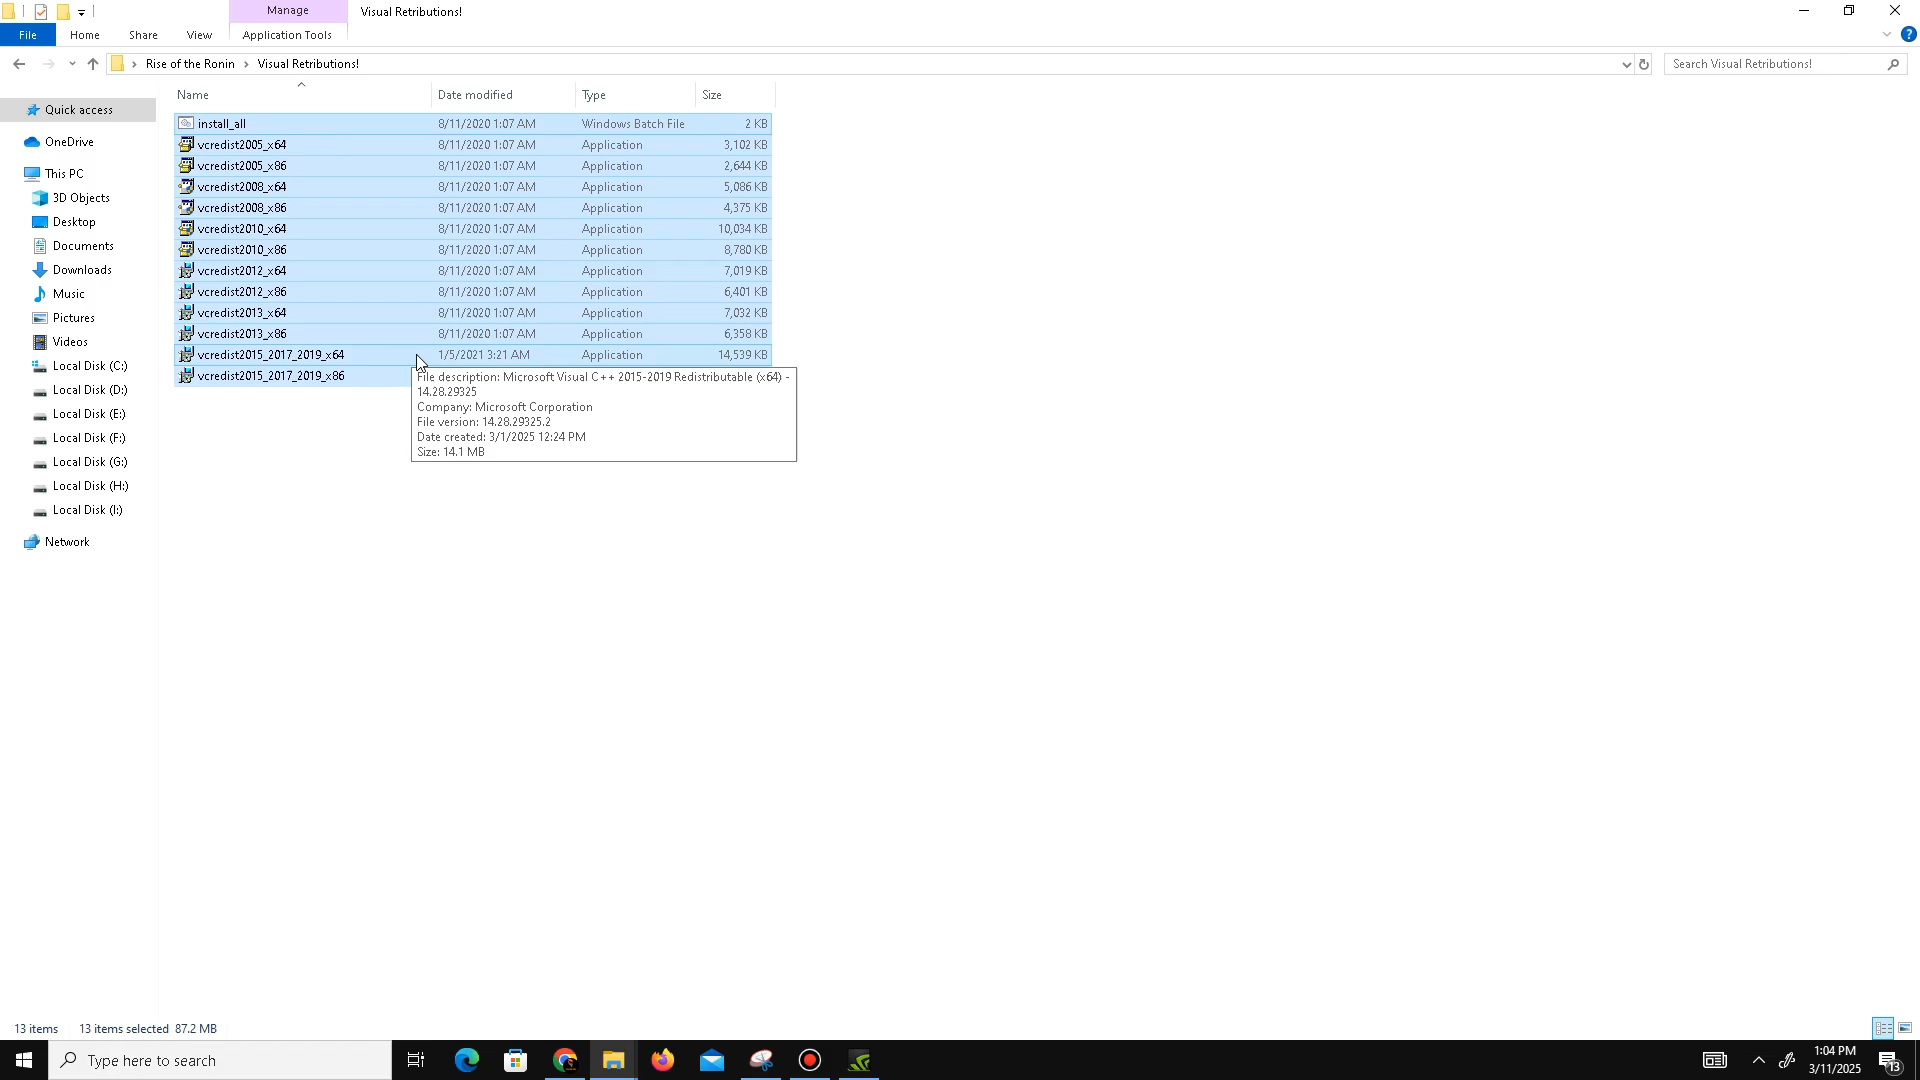 Manage
Visual Retributions!
File
Home
Share
View
Application Tools
?
Rise of the Ronin
Visual Retributions!
Search Visual Retributions!
Name
Date modified
Type
Size
Quick access
OneDrive
This PC
3D Objects
Desktop
Documents
Downloads
Music
Pictures
Videos
Local Disk (C:)
Local Disk (D:)
Local Disk (E:)
Local Disk (F:)
Local Disk (G:)
Local Disk (H:)
Local Disk (I:)
Network
install_all 8/11/2020 1:07 AM Windows Batch File 2 KB
vcredist2005_x64 8/11/2020 1:07 AM Application 3,102 KB
vcredist2005_x86 8/11/2020 1:07 AM Application 2,644 KB
vcredist2008_x64 8/11/2020 1:07 AM Application 5,086 KB
vcredist2008_x86 8/11/2020 1:07 AM Application 4,375 KB
vcredist2010_x64 8/11/2020 1:07 AM Application 10,034 KB
vcredist2010_x86 8/11/2020 1:07 AM Application 8,780 KB
vcredist2012_x64 8/11/2020 1:07 AM Application 7,019 KB
vcredist2012_x86 8/11/2020 1:07 AM Application 6,401 KB
vcredist2013_x64 8/11/2020 1:07 AM Application 7,032 KB
vcredist2013_x86 8/11/2020 1:07 AM Application 6,358 KB
vcredist2015_2017_2019_x64 1/5/2021 3:21 AM Application 14,539 KB
vcredist2015_2017_2019_x86
File description: Microsoft Visual C++ 2015-2019 Redistributable (x64) -
14.28.29325
Company: Microsoft Corporation
File version: 14.28.29325.2
Date created: 3/1/2025 12:24 PM
Size: 14.1 MB
13 items
13 items selected 87.2 MB
Type here to search
1:04 PM
3/11/2025
13